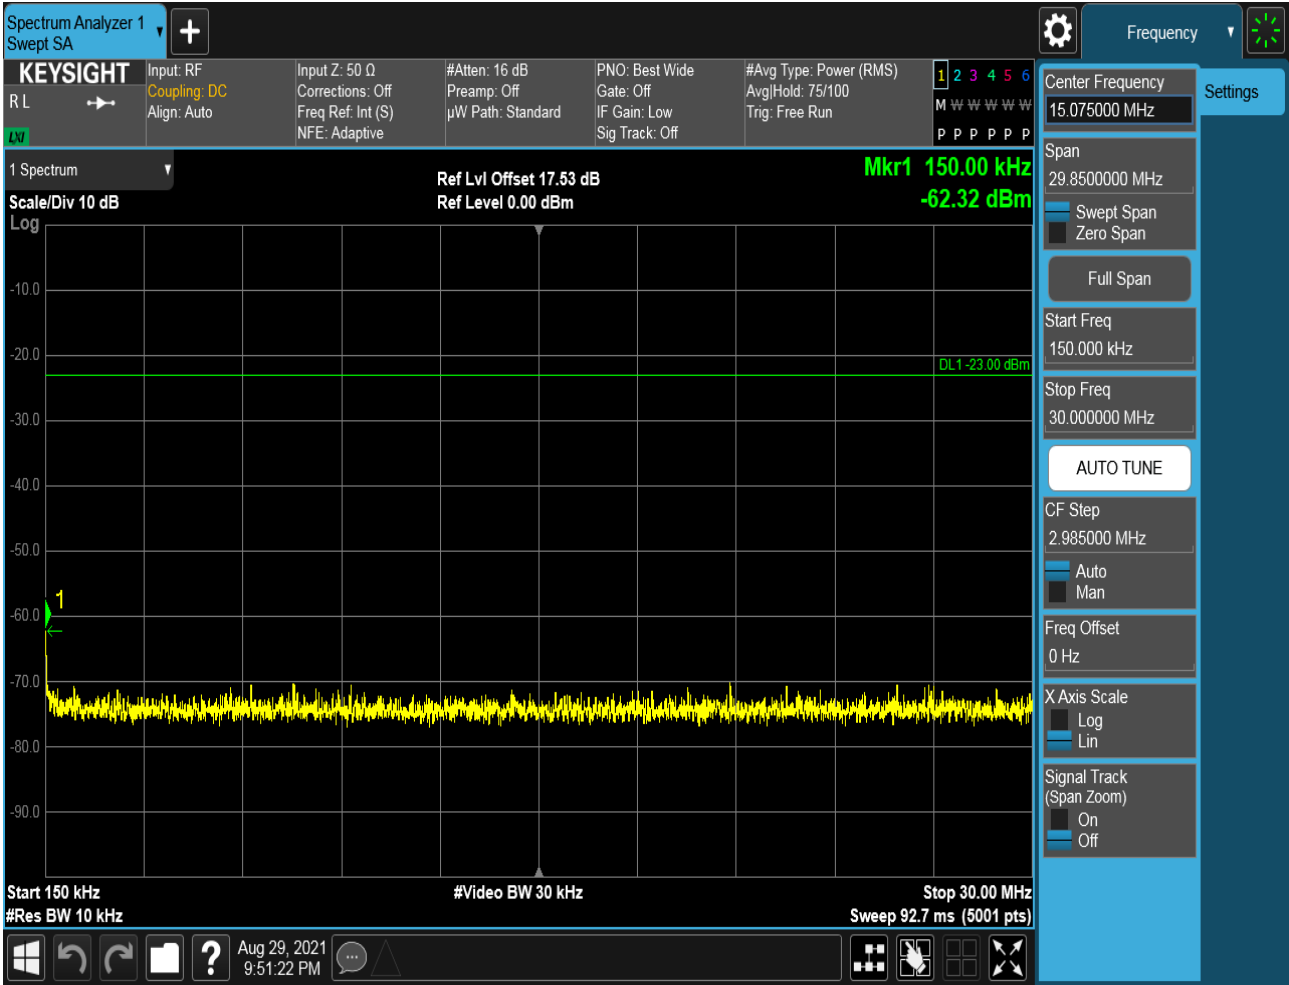 Spectrum Analyzer 1
Swept SA
+
Frequency
KEYSIGHT
R L
LXI
Input: RF
Coupling: DC
Align: Auto
Input Z: 50 Ω
Corrections: Off
Freq Ref: Int (S)
NFE: Adaptive
#Atten: 16 dB
Preamp: Off
µW Path: Standard
PNO: Best Wide
Gate: Off
IF Gain: Low
Sig Track: Off
#Avg Type: Power (RMS)
Avg|Hold: 75/100
Trig: Free Run
1 2 3 4 5 6
M W W W W W
P P P P P P
1 Spectrum
Scale/Div 10 dB
Log
Ref Lvl Offset 17.53 dB
Ref Level 0.00 dBm
Mkr1 150.00 kHz
-62.32 dBm
-10.0
-20.0
DL1 -23.00 dBm
-30.0
-40.0
-50.0
1
-60.0
-70.0
-80.0
-90.0
Start 150 kHz
#Video BW 30 kHz
Stop 30.00 MHz
#Res BW 10 kHz
Sweep 92.7 ms (5001 pts)
?
Aug 29, 2021
9:51:22 PM
Center Frequency
15.075000 MHz
Settings
Span
29.8500000 MHz
Swept Span
Zero Span
Full Span
Start Freq
150.000 kHz
Stop Freq
30.000000 MHz
AUTO TUNE
CF Step
2.985000 MHz
Auto
Man
Freq Offset
0 Hz
X Axis Scale
Log
Lin
Signal Track
(Span Zoom)
On
Off